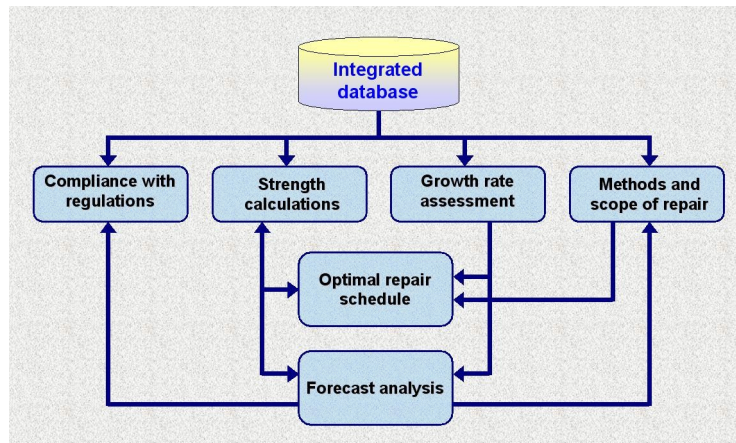 Integrated
database
Compliance with
regulations
Strength
calculations
Growth rate
assessment
Methods and
scope of repair
Optimal repair
schedule
Forecast analysis